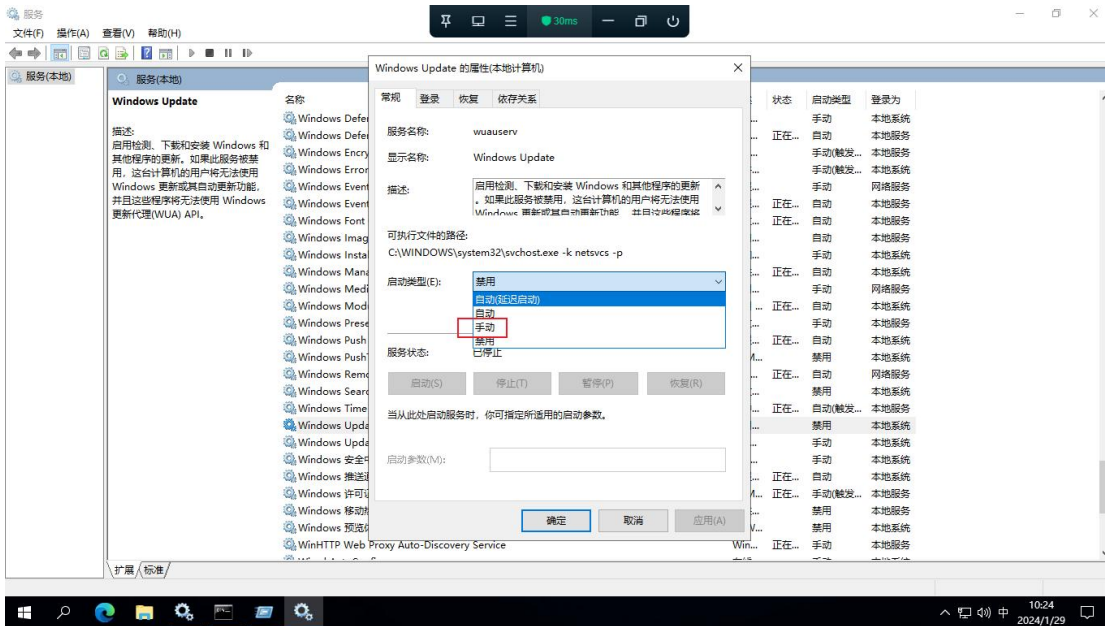 服务
文件(F) 操作(A) 查看(V) 帮助(H)
30ms
服务(本地)
服务(本地)
Windows Update
描述:
启用检测、下载和安装 Windows 和
其他程序的更新。如果此服务被禁
用，这台计算机的用户将无法使用
Windows 更新或其自动更新功能，
并且这些程序将无法使用 Windows
更新代理(WUA) API。
名称 状态 启动类型 登录为
Windows Defe 手动 本地系统
Windows Defe 正在... 自动 本地服务
Windows Encry 手动(触发... 本地服务
Windows Error 手动(触发... 本地系统
Windows Event 手动 网络服务
Windows Event 正在... 自动 本地服务
Windows Font 正在... 自动 本地服务
Windows Imag 自动 本地服务
Windows Insta 手动 本地系统
Windows Mana 正在... 自动 本地系统
Windows Medi 手动 网络服务
Windows Mod 正在... 自动 本地系统
Windows Prese 手动 本地服务
Windows Push 正在... 自动 本地系统
Windows Push 禁用 本地系统
Windows Remo 正在... 自动 网络服务
Windows Searc 禁用 本地系统
Windows Time 正在... 自动(触发... 本地服务
Windows Upda 禁用 本地系统
Windows Upda 手动 本地系统
Windows 安全 手动 本地系统
Windows 推送 正在... 自动 本地系统
Windows 许可 正在... 手动(触发... 本地服务
Windows 移动 禁用 本地服务
Windows 预览 禁用 本地系统
WinHTTP Web Proxy Auto-Discovery Service Win... 正在... 手动 本地服务
Windows Update 的属性(本地计算机)
常规 登录 恢复 依存关系
服务名称: wuauserv
显示名称: Windows Update
描述: 启用检测、下载和安装 Windows 和其他程序的更新
。如果此服务被禁用，这台计算机的用户将无法使用
Windows 更新或其自动更新功能，并且这些程序将
可执行文件的路径:
C:\WINDOWS\system32\svchost.exe -k netsvcs -p
启动类型(E): 禁用
自动(延迟启动)
自动
手动
禁用
服务状态: 已停止
启动(S) 停止(T) 暂停(P) 恢复(R)
当从此处启动服务时，你可指定所适用的启动参数。
启动参数(M):
确定 取消 应用(A)
扩展 标准
中
10:24
2024/1/29